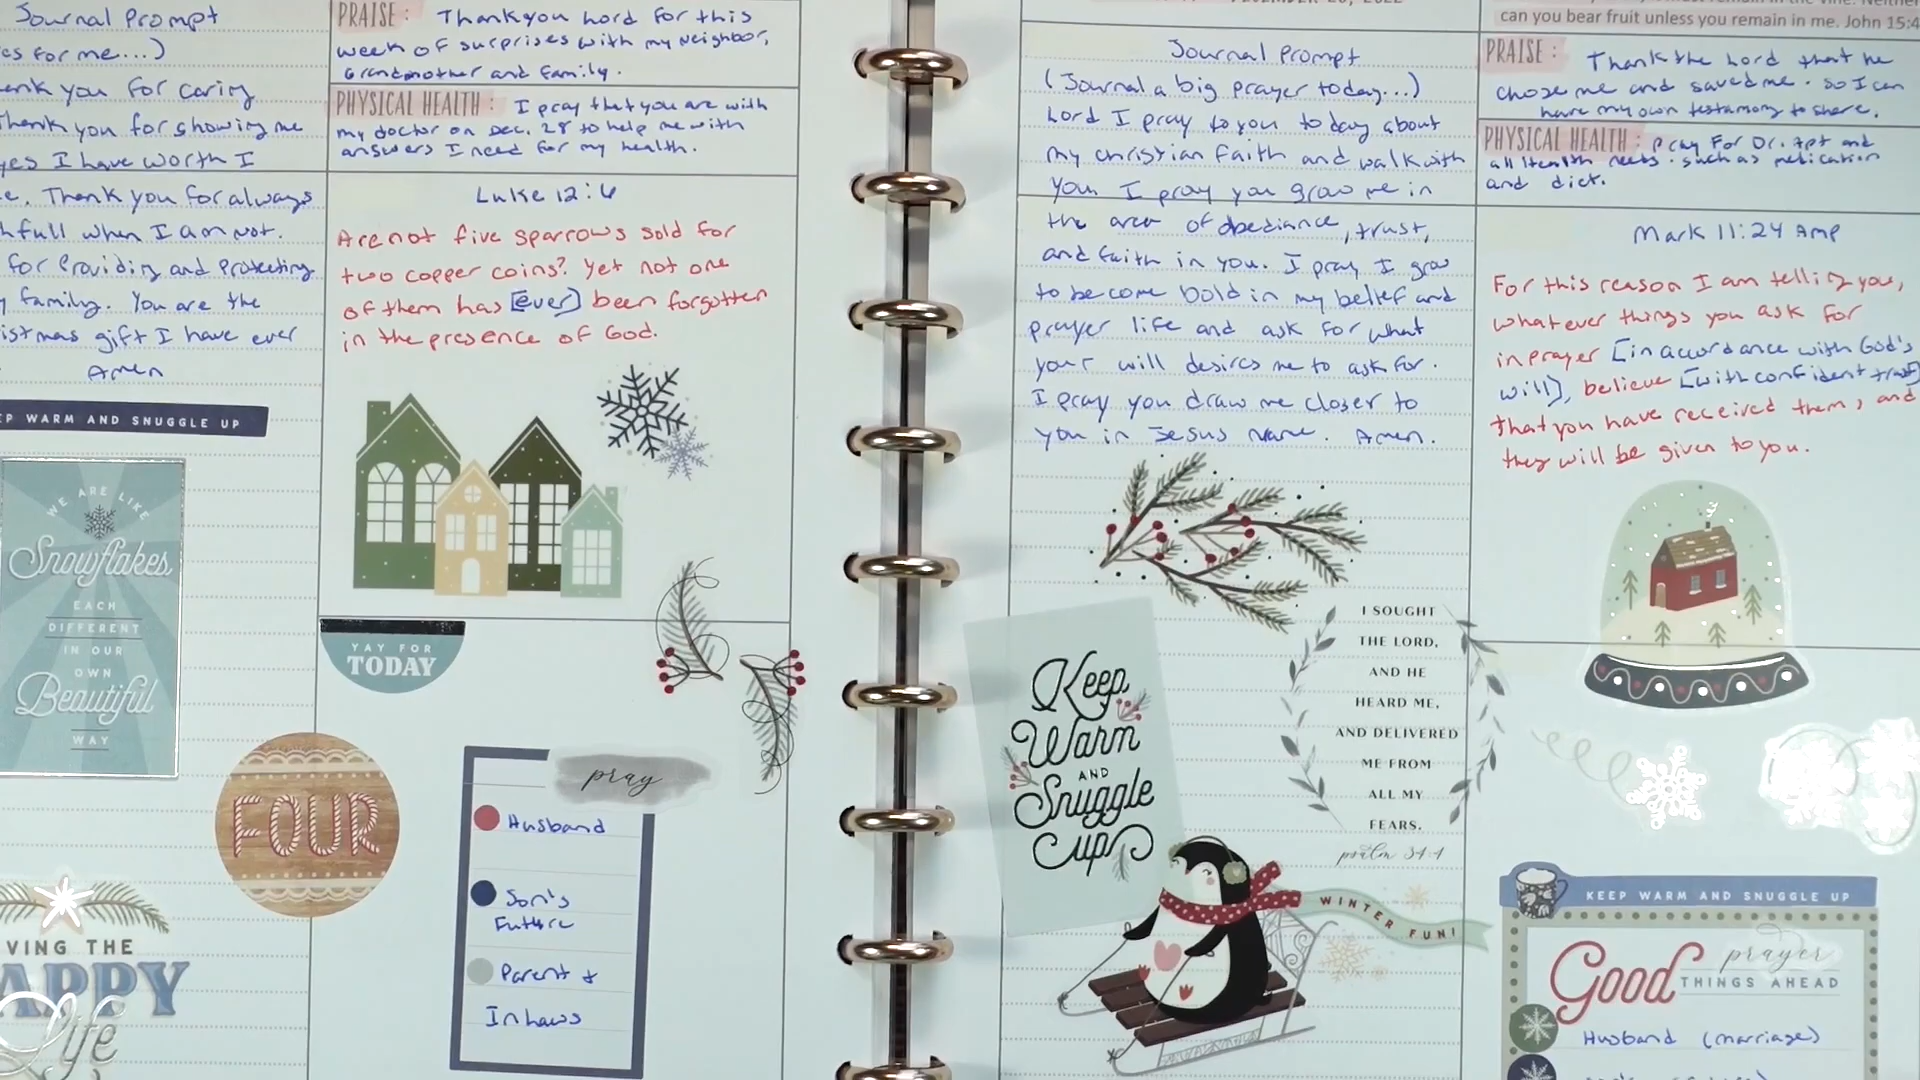 Journal Prompt
s for me...)
ank you for caring
Thank you for showing me
yes I have worth I
e. Thank you for always
hfull when I am not.
for Providing and Protecting
y family. You are the
istmas gift I have ever
Amen
EP WARM AND SNUGGLE UP
WE ARE LIKE
Snowflakes
EACH
DIFFERENT
IN OUR
OWN
Beautiful
WAY
FOUR
VING THE
APPY
Life
PRAISE: Thankyou Lord for this
week of surprises with my Neighbor,
Grandmother and family.
PHYSICAL HEALTH: I pray that you are with
my doctor on Dec. 28 to help me with
answers I need for my health.
Luke 12:6
Are not five sparrows sold for
two copper coins? Yet not one
of them has [ever] been forgotten
in the presence of God.
YAY FOR
TODAY
pray
Husband
Son's
Future
Parent &
InLaws
Journal Prompt
(Journal a big prayer today...)
Lord I pray to you today about
my christian faith and walk with
you. I pray you grow me in
the area of obediance, trust,
and faith in you. I pray I grow
to become bold in my belief and
prayer life and ask for what
your will desires me to ask for.
I pray you draw me closer to
you in Jesus Name. Amen.
Keep
Warm
AND
Snuggle
up
I SOUGHT
THE LORD,
AND HE
HEARD ME,
AND DELIVERED
ME FROM
ALL MY
FEARS.
psalm 34:4
WINTER FUN!
can you bear fruit unless you remain in me. John 15:4
PRAISE: Thank the Lord that he
chose me and saved me. So I can
have my own testamony to share.
PHYSICAL HEALTH: Pray For Dr. Apt and
all Health needs. such as medication
and diet.
Mark 11:24 Amp
For this reason I am telling you,
whatever things you ask for
in prayer [in accordance with God's
will], believe [with confident trust]
that you have received them, and
they will be given to you.
KEEP WARM AND SNUGGLE UP
Good prayer
THINGS AHEAD
Husband (marriage)